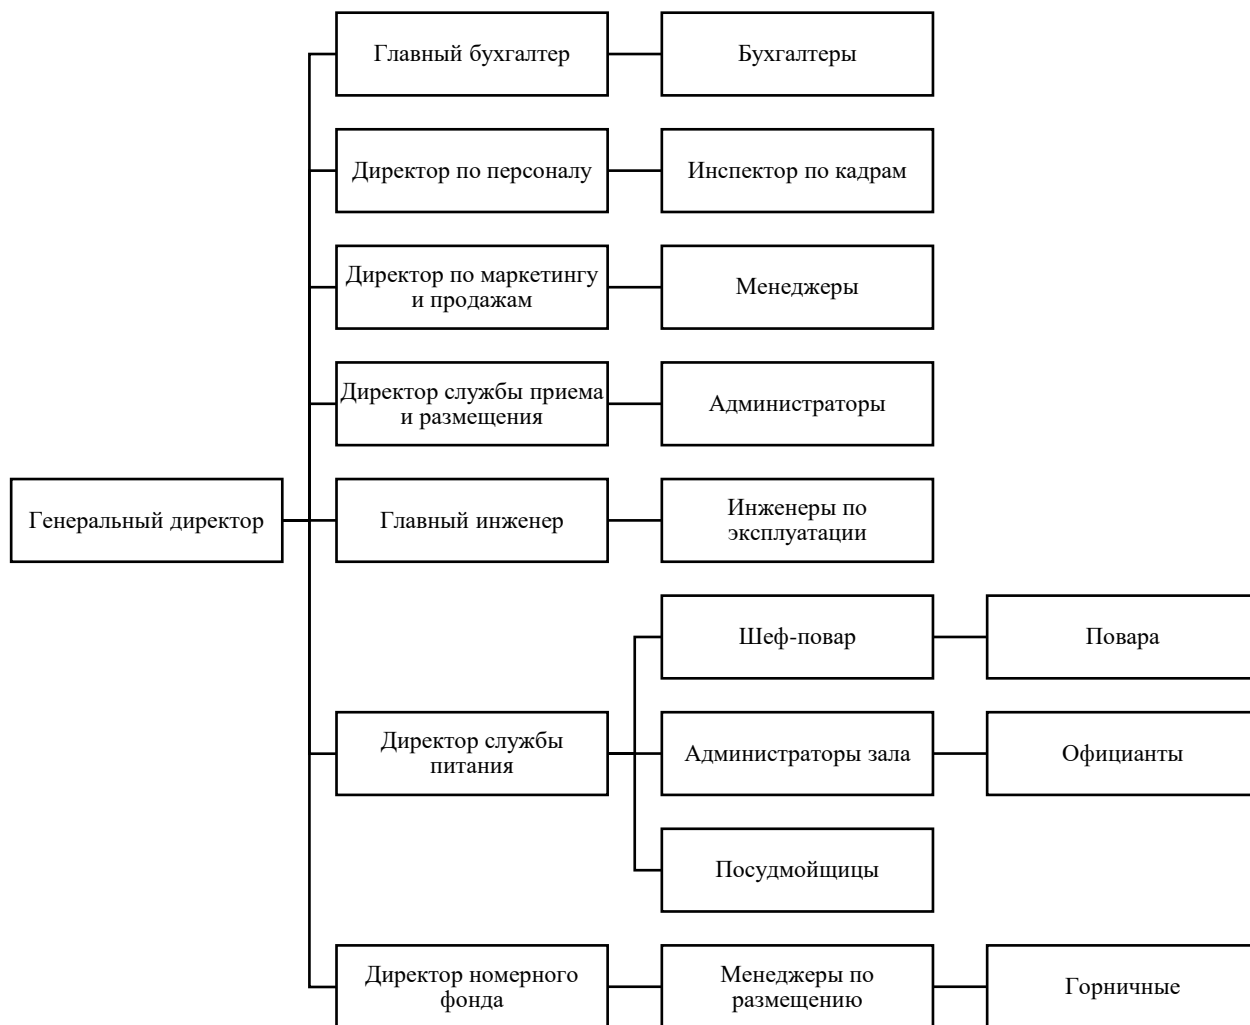 Главный бухгалтер
Бухгалтеры
Директор по персоналу
Инспектор по кадрам
Директор по маркетингу
и продажам
Менеджеры
Директор службы приема
и размещения
Администраторы
Генеральный директор
Главный инженер
Инженеры по
эксплуатации
Шеф-повар
Повара
Директор службы
питания
Администраторы зала
Официанты
Посудмойщицы
Директор номерного
фонда
Менеджеры по
размещению
Горничные